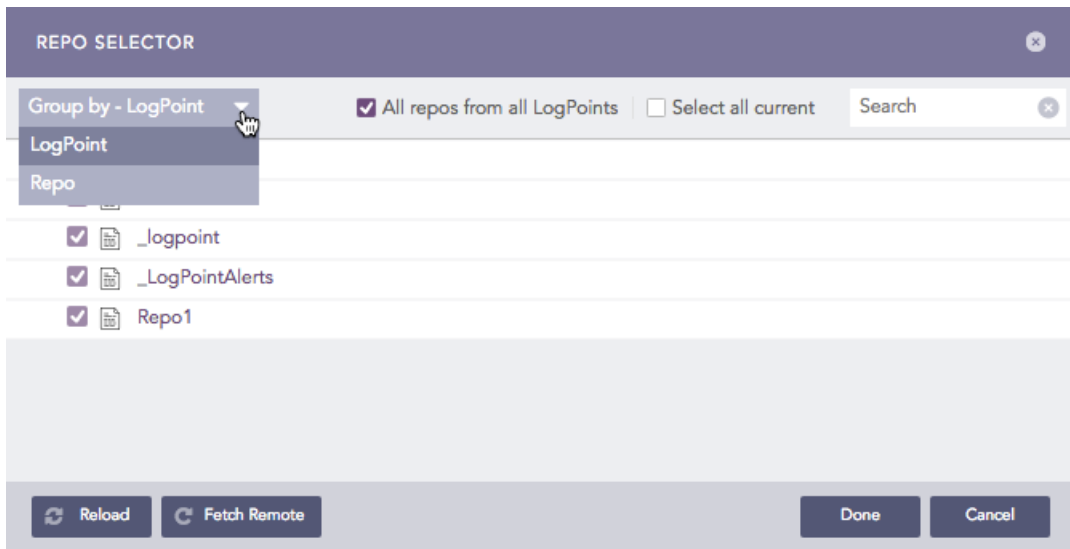 REPO SELECTOR
Group by - LogPoint
All repos from all LogPoints
Select all current
Search
LogPoint
Repo
_logpoint
_LogPointAlerts
Repo1
Reload
Fetch Remote
Done
Cancel